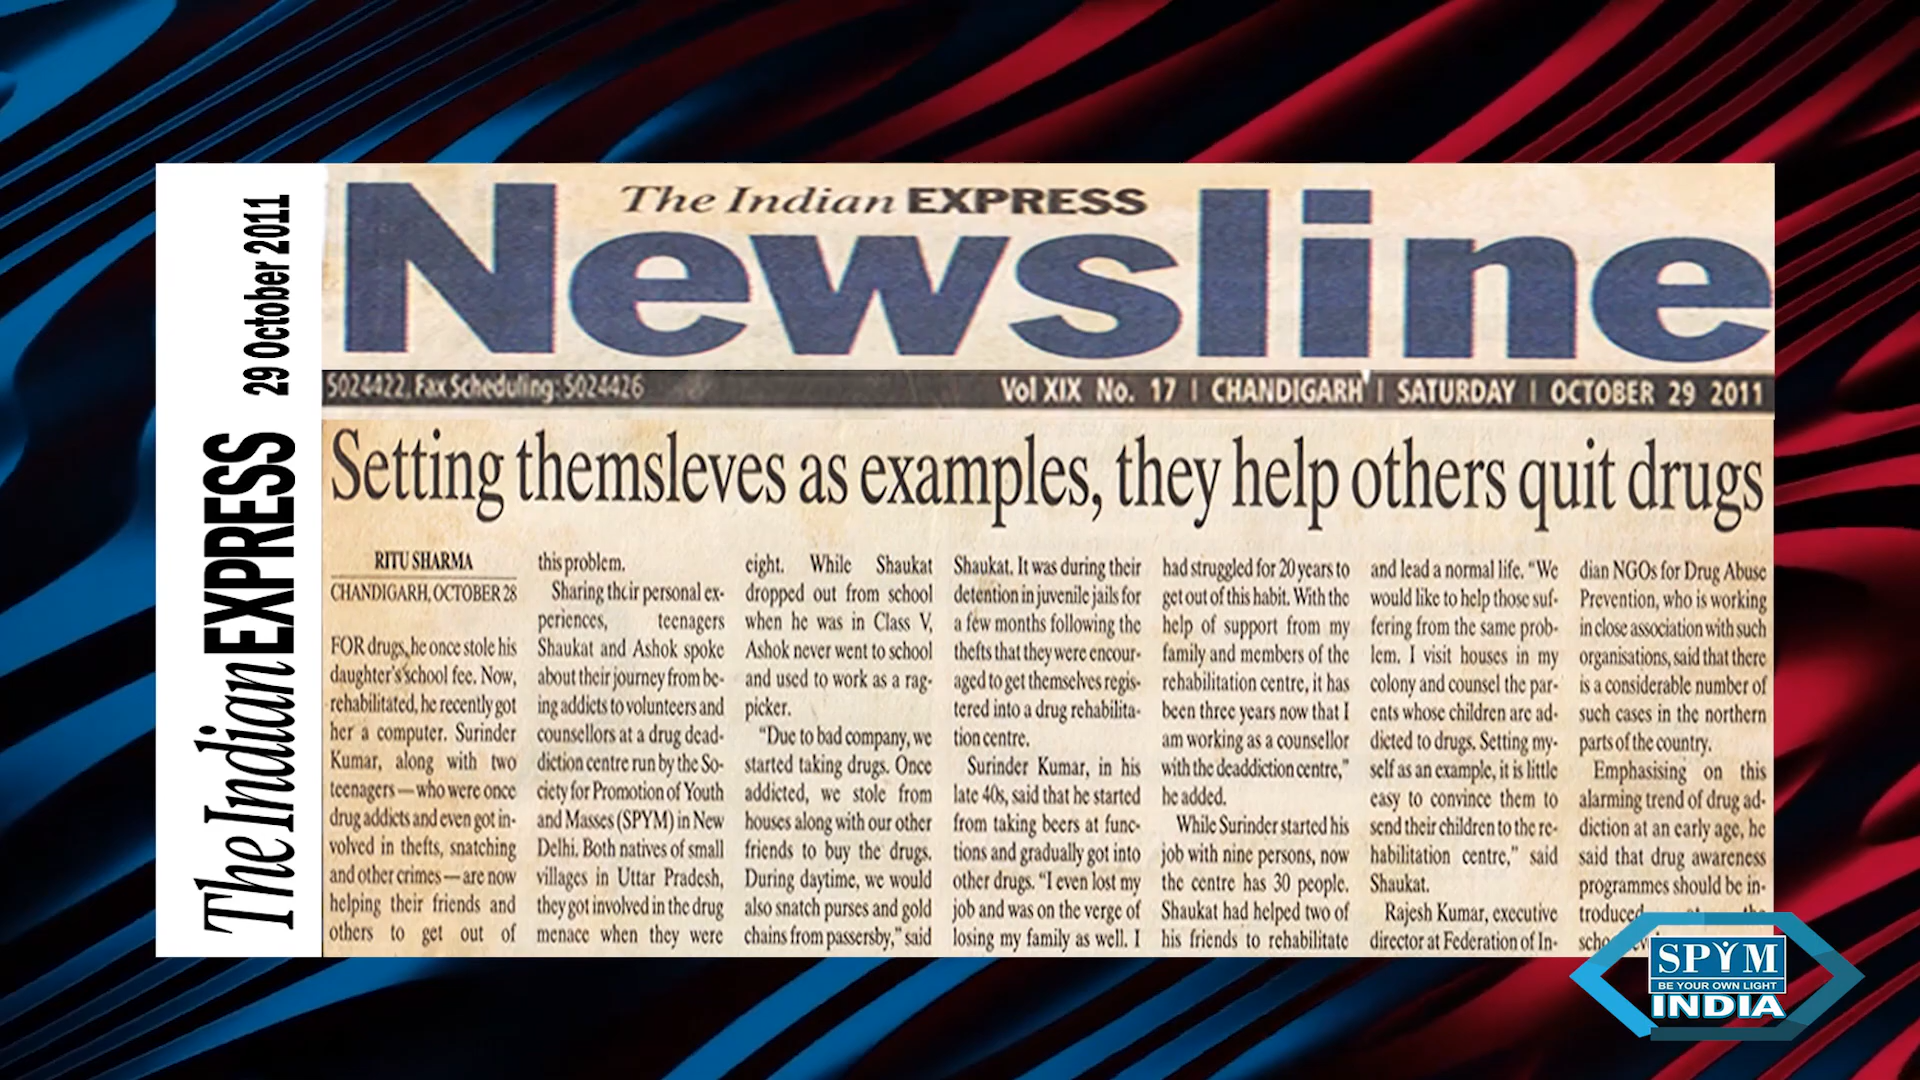 The Indian EXPRESS 29 October 2011
The Indian EXPRESS
Newsline
5024422, Fax Scheduling: 5024426
Vol XIX No. 17 | CHANDIGARH | SATURDAY | OCTOBER 29 2011
Setting themsleves as examples, they help others quit drugs
RITU SHARMA
CHANDIGARH, OCTOBER 28
FOR drugs, he once stole his
daughter's school fee. Now,
rehabilitated, he recently got
her a computer. Surinder
Kumar, along with two
teenagers — who were once
drug addicts and even got in-
volved in thefts, snatching
and other crimes — are now
helping their friends and
others to get out of
this problem.
Sharing their personal ex-
periences, teenagers
Shaukat and Ashok spoke
about their journey from be-
ing addicts to volunteers and
counsellors at a drug dead-
diction centre run by the So-
ciety for Promotion of Youth
and Masses (SPYM) in New
Delhi. Both natives of small
villages in Uttar Pradesh,
they got involved in the drug
menace when they were
eight. While Shaukat
dropped out from school
when he was in Class V,
Ashok never went to school
and used to work as a rag-
picker.
"Due to bad company, we
started taking drugs. Once
addicted, we stole from
houses along with our other
friends to buy the drugs.
During daytime, we would
also snatch purses and gold
chains from passersby," said
Shaukat. It was during their
detention in juvenile jails for
a few months following the
thefts that they were encour-
aged to get themselves regis-
tered into a drug rehabilita-
tion centre.
Surinder Kumar, in his
late 40s, said that he started
from taking beers at func-
tions and gradually got into
other drugs. "I even lost my
job and was on the verge of
losing my family as well. I
had struggled for 20 years to
get out of this habit. With the
help of support from my
family and members of the
rehabilitation centre, it has
been three years now that I
am working as a counsellor
with the deaddiction centre,"
he added.
While Surinder started his
job with nine persons, now
the centre has 30 people.
Shaukat had helped two of
his friends to rehabilitate
and lead a normal life. "We
would like to help those suf-
fering from the same prob-
lem. I visit houses in my
colony and counsel the par-
ents whose children are ad-
dicted to drugs. Setting my-
self as an example, it is little
easy to convince them to
send their children to the re-
habilitation centre," said
Shaukat.
Rajesh Kumar, executive
director at Federation of In-
dian NGOs for Drug Abuse
Prevention, who is working
in close association with such
organisations, said that there
is a considerable number of
such cases in the northern
parts of the country.
Emphasising on this
alarming trend of drug ad-
diction at an early age, he
said that drug awareness
programmes should be in-
troduced
SPYM
BE YOUR OWN LIGHT
INDIA